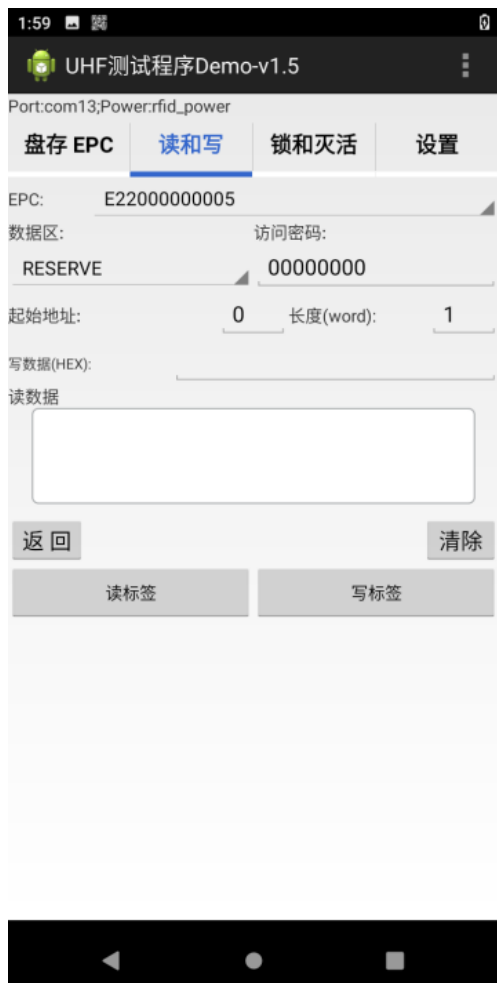 1:59
UHF测试程序Demo-v1.5
Port:com13;Power:rfid_power
盘存 EPC 读和写 锁和灭活 设置
EPC: E22000000005
数据区: 访问密码:
RESERVE 00000000
起始地址: 0 长度(word): 1
写数据(HEX):
读数据
返 回 清除
读标签 写标签